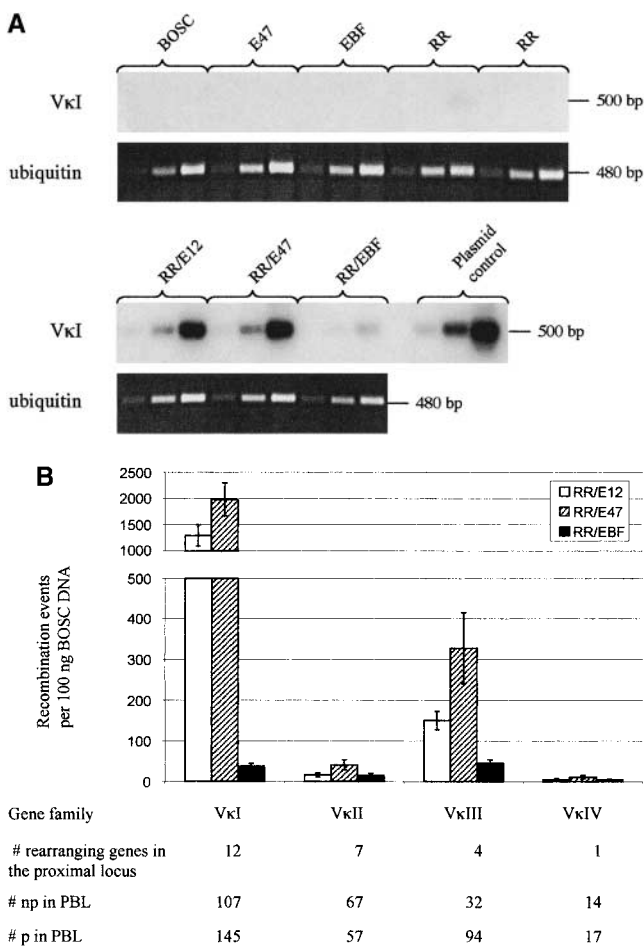 A
BOSC E47 EBF RR RR
VκI 500 bp
ubiquitin 480 bp
RR/E12 RR/E47 RR/EBF Plasmid control
VκI 500 bp
ubiquitin 480 bp
B
2500
2000
1500
1000
500
400
300
200
100
0
Recombination events
per 100 ng BOSC DNA
RR/E12
RR/E47
RR/EBF
Gene family VκI VκII VκIII VκIV
# rearranging genes in
the proximal locus 12 7 4 1
# np in PBL 107 67 32 14
# p in PBL 145 57 94 17